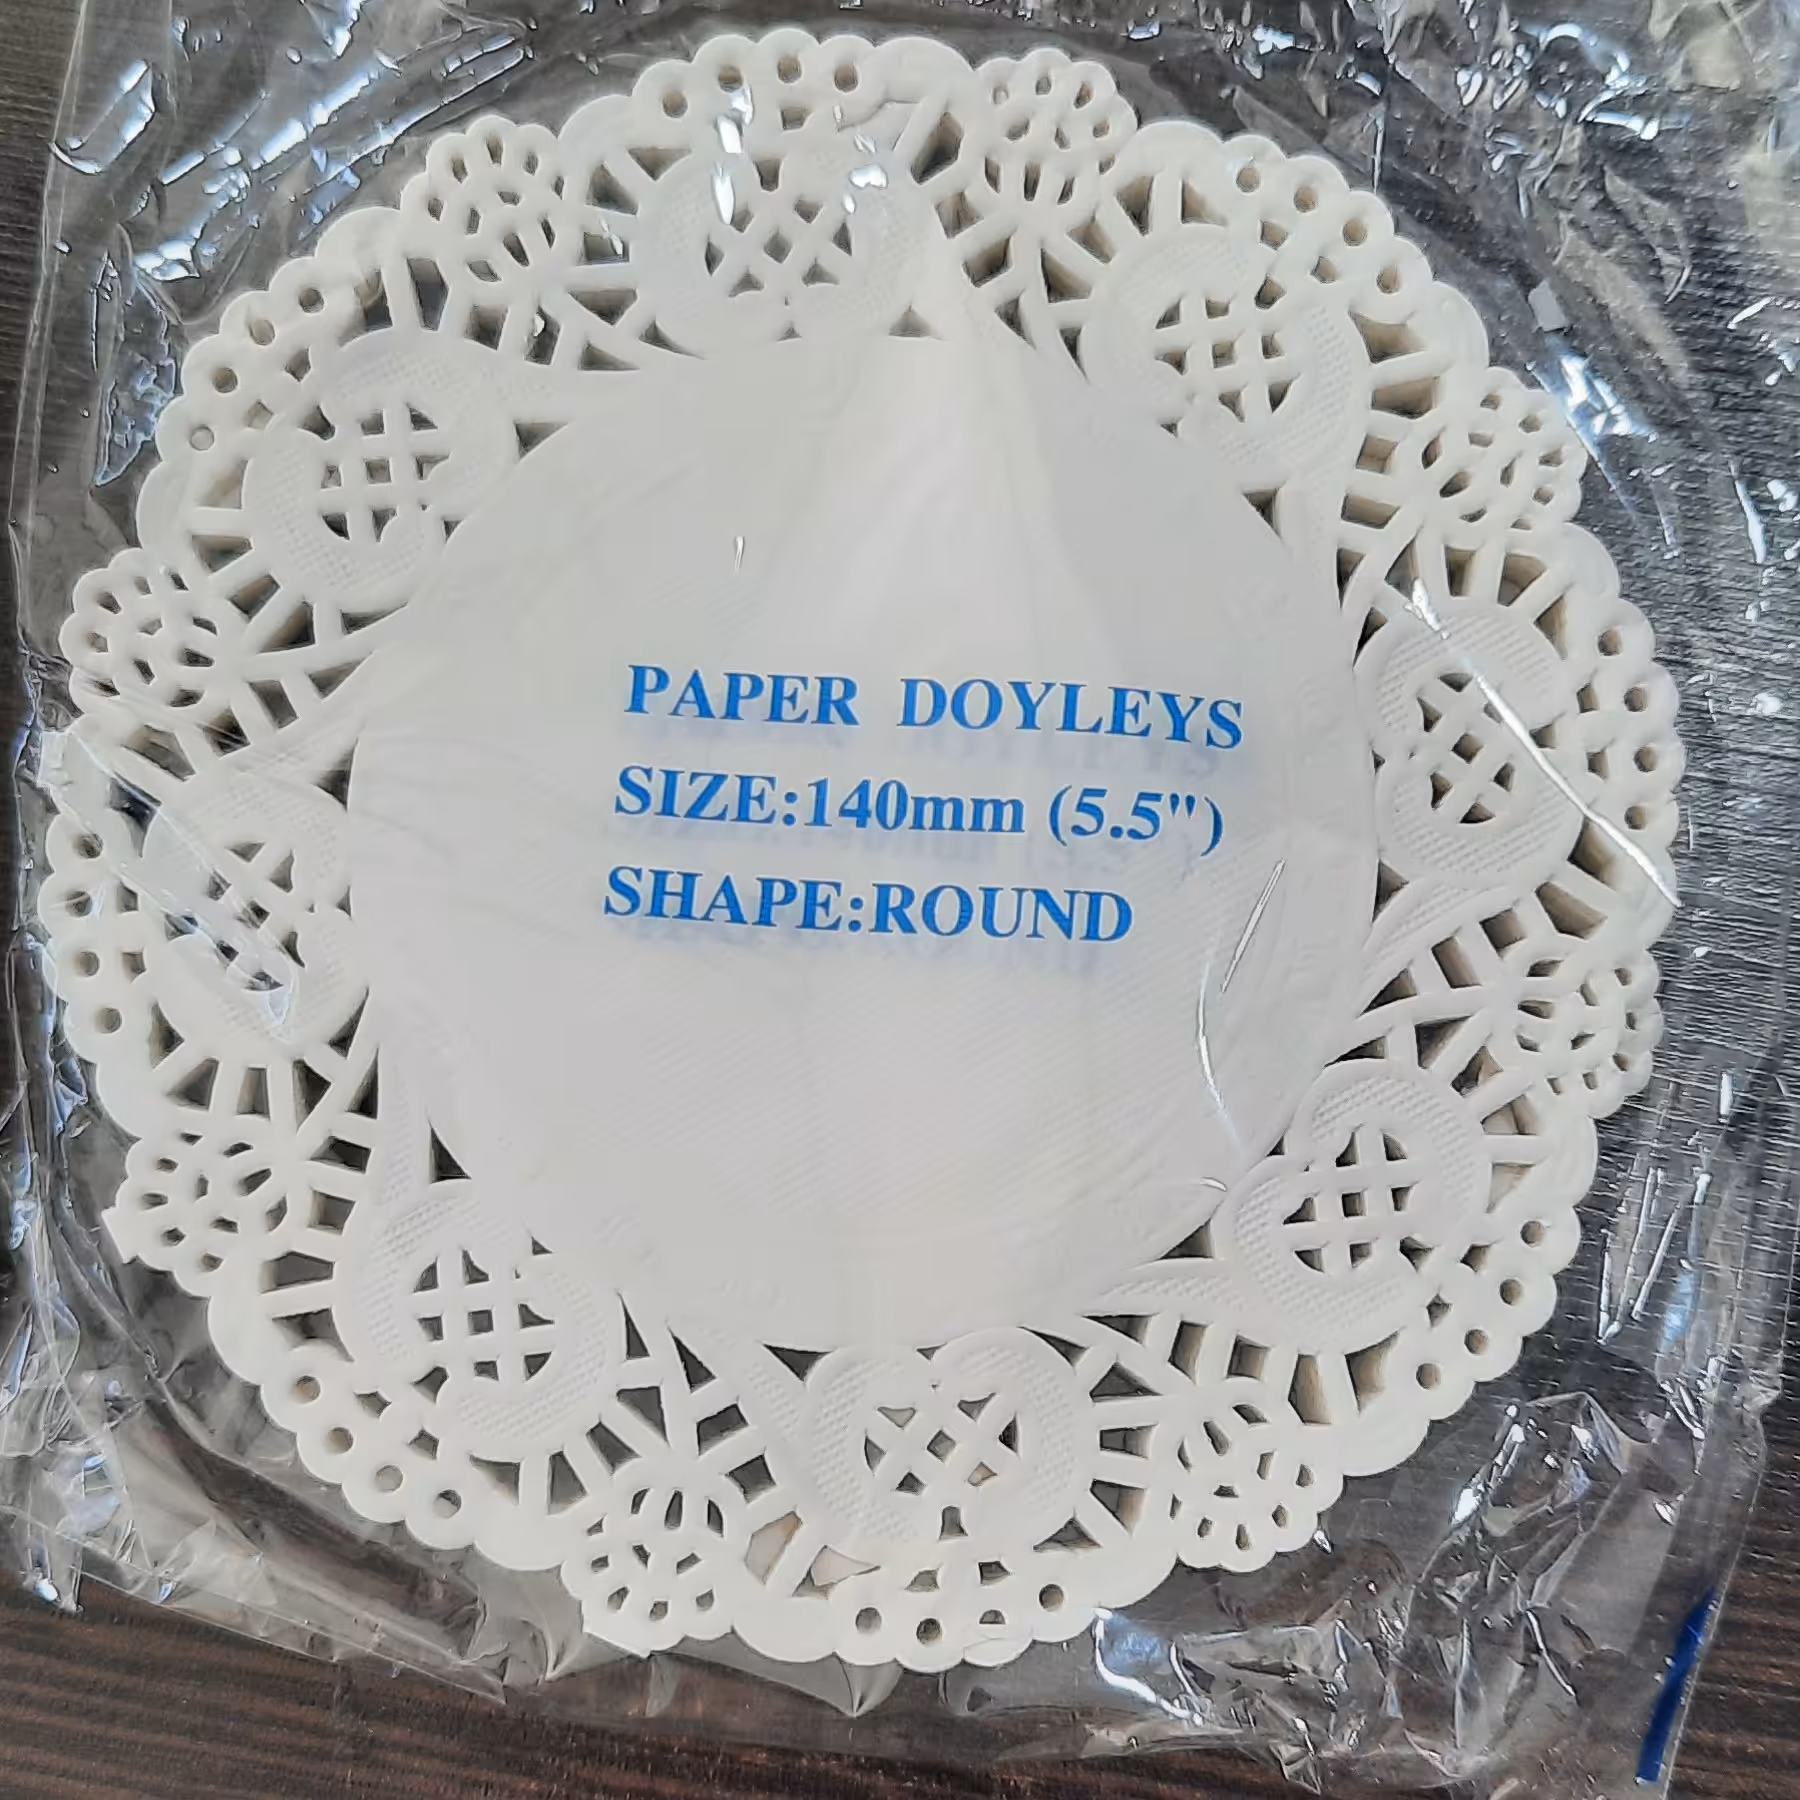 PAPER DOYLEYS
SIZE:140mm (5.5")
SHAPE:ROUND